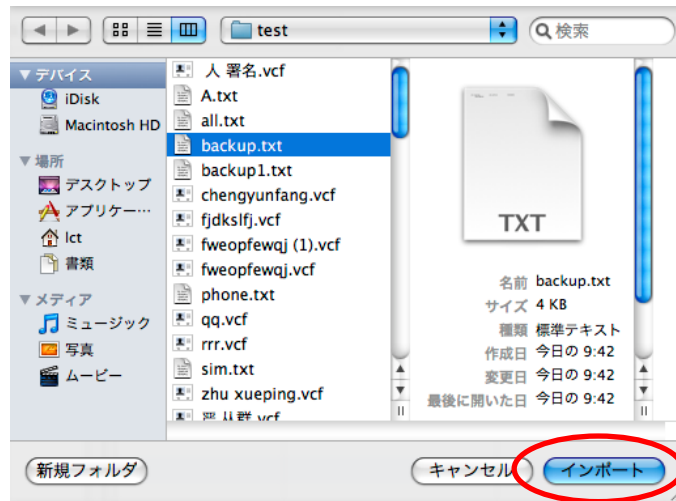 test
検索
デバイス
iDisk
Macintosh HD
場所
デスクトップ
アプリケー…
lct
書類
メディア
ミュージック
写真
ムービー
人 署名.vcf
A.txt
all.txt
backup.txt
backup1.txt
chengyunfang.vcf
fjdkslfj.vcf
fweopfewqj (1).vcf
fweopfewqj.vcf
phone.txt
qq.vcf
rrr.vcf
sim.txt
zhu xueping.vcf
严 从群.vcf
TXT
名前 backup.txt
サイズ 4 KB
種類 標準テキスト
作成日 今日の 9:42
変更日 今日の 9:42
最後に開いた日 今日の 9:42
新規フォルダ
キャンセル
インポート